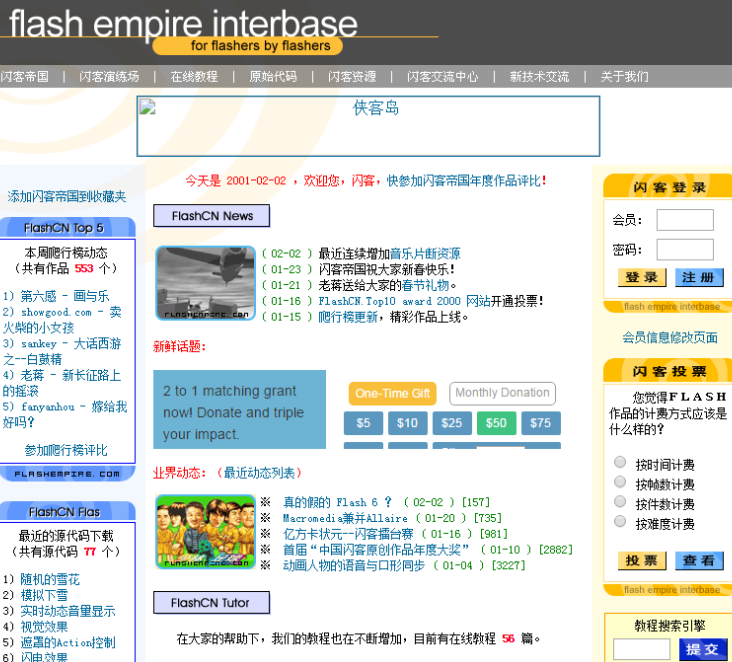 flash empire interbase
for flashers by flashers
闪客帝国 | 闪客演练场 | 在线教程 | 原始代码 | 闪客资源 | 闪客交流中心 | 新技术交流 | 关于我们
侠客岛
添加闪客帝国到收藏夹
FlashCN Top 5
本周爬行榜动态
(共有作品 553 个)
1) 第六感 - 画与乐
2) showgood.com - 卖
火柴的小女孩
3) sankey - 大话西游
之--白鼓精
4) 老蒋 - 新长征路上
的摇滚
5) fanyanhou - 嫁给我
好吗?
参加爬行榜评比
FLASHEMPIRE.COM
FlashCN Flas
最近的源代码下载
(共有源代码 77 个)
1) 随机的雪花
2) 模拟下雪
3) 实时动态音量显示
4) 视觉效果
5) 遮罩的Action控制
6) 闪电效果
今天是 2001-02-02 ,欢迎您,闪客,快参加闪客帝国年度作品评比!
FlashCN News
FLASHEMPIRE.COM
( 02-02 ) 最近连续增加音乐片断资源
( 01-23 ) 闪客帝国祝大家新春快乐!
( 01-21 ) 老蒋送给大家的春节礼物。
( 01-16 ) FlashCN.Top10 award 2000 网站开通投票!
( 01-15 ) 爬行榜更新,精彩作品上线。
新鲜话题:
2 to 1 matching grant
now! Donate and triple
your impact.
One-Time Gift Monthly Donation
$5 $10 $25 $50 $75
业界动态:(最近动态列表)
FLASHEMPIRE.COM
※ 真的假的 Flash 6 ? ( 02-02 ) [157]
※ Macromedia兼并Allaire ( 01-20 ) [735]
※ 亿方卡状元--闪客擂台赛 ( 01-16 ) [981]
※ 首届“中国闪客原创作品年度大奖” ( 01-10 ) [2882]
※ 动画人物的语音与口形同步 ( 01-04 ) [3227]
FlashCN Tutor
在大家的帮助下,我们的教程也在不断增加,目前有在线教程 56 篇。
闪客登录
会员:
密码:
登录 注册
flash empire interbase
会员信息修改页面
闪客投票
您觉得FLASH
作品的计费方式应该是
什么样的?
按时间计费
按帧数计费
按件数计费
按难度计费
投票 查看
flash empire interbase
教程搜索引擎
提交